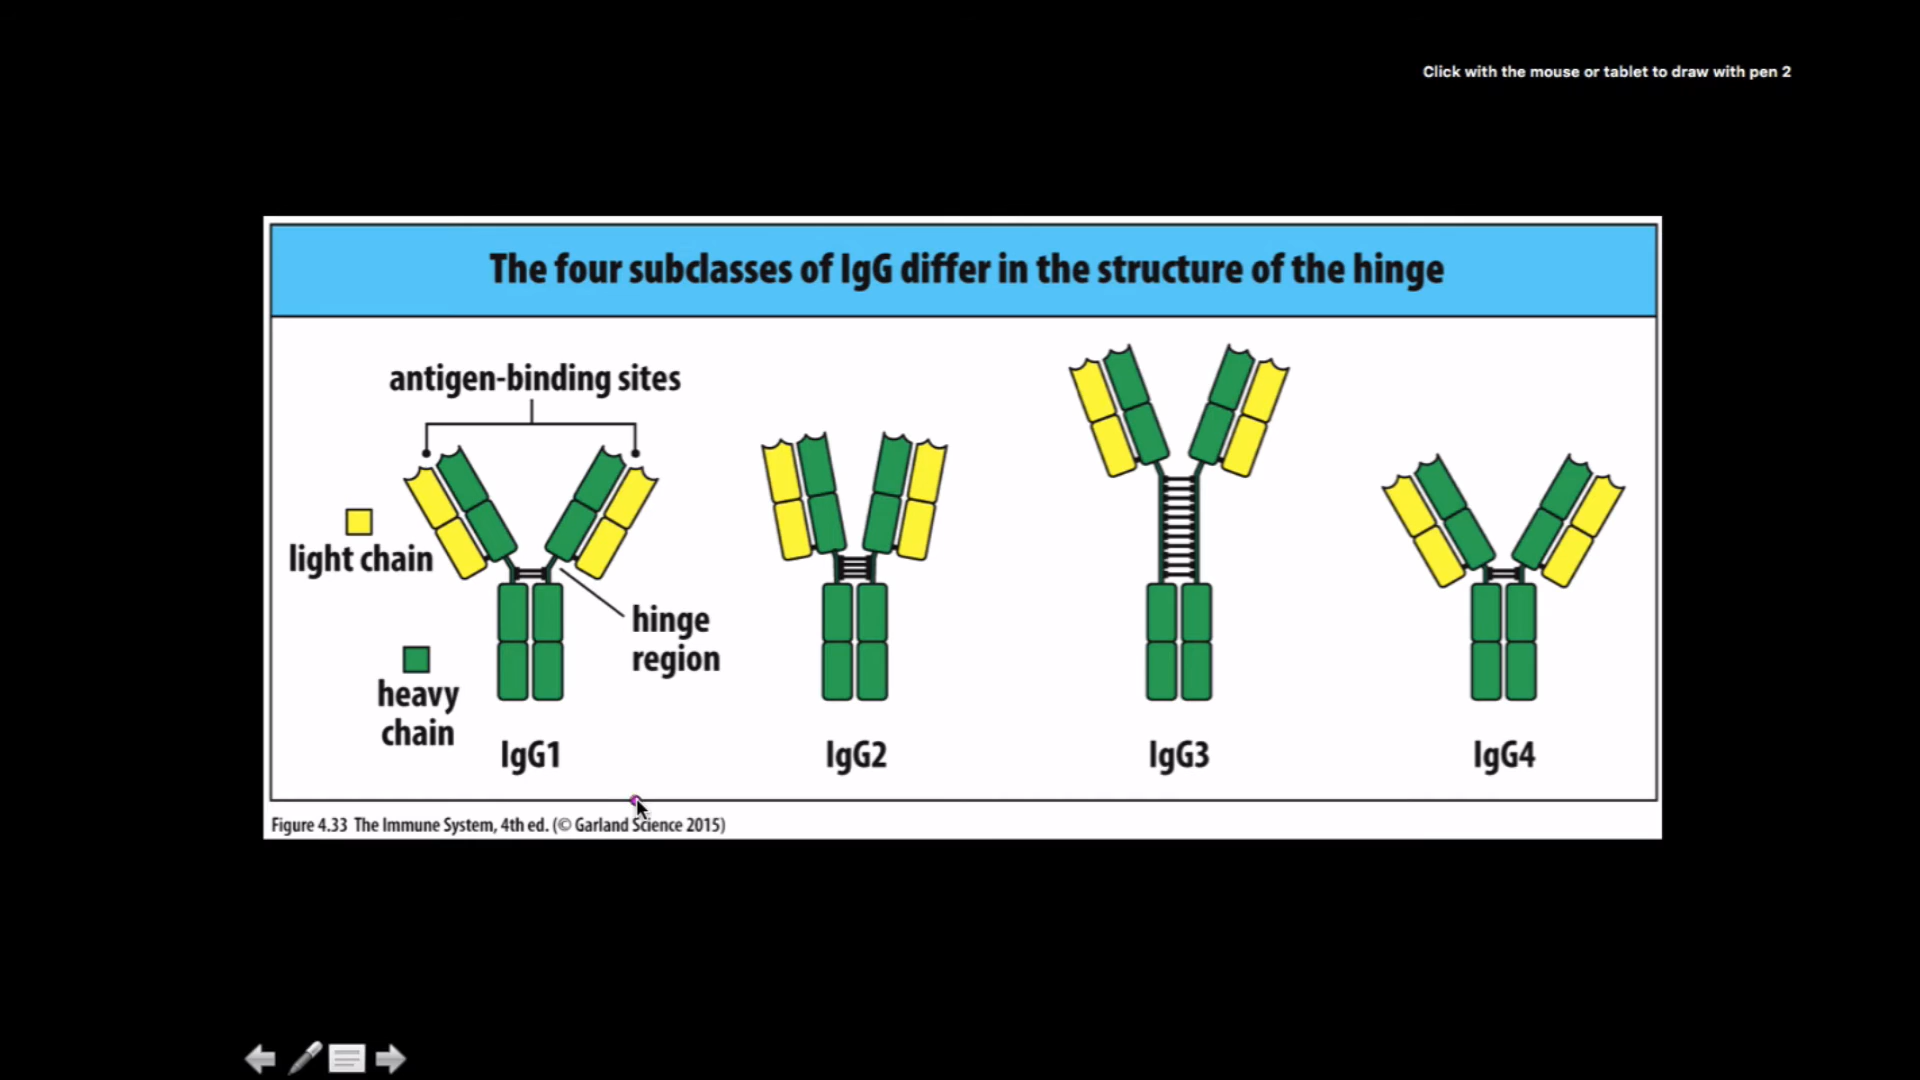 Click with the mouse or tablet to draw with pen 2
The four subclasses of IgG differ in the structure of the hinge
antigen-binding sites
light chain
hinge
region
heavy
chain
IgG1
IgG2
IgG3
IgG4
Figure 4.33 The Immune System, 4th ed. (© Garland Science 2015)